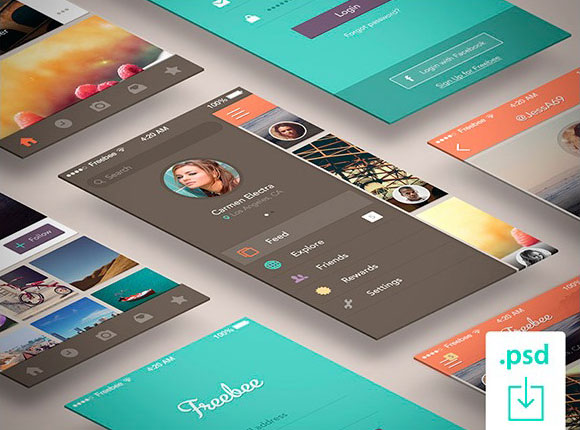 Login
Forgot password?
Login with Facebook
Sign Up for Freebee
Freebee
4:20 AM
100%
Search
Carmen Electra
Los Angeles, CA
Feed
Explore
Friends
Rewards
Settings
Freebee
4:20 AM
@JessA69
+ Follow
Freebee
4:20 AM
Freebee
address
Freebee
Freebee
.psd